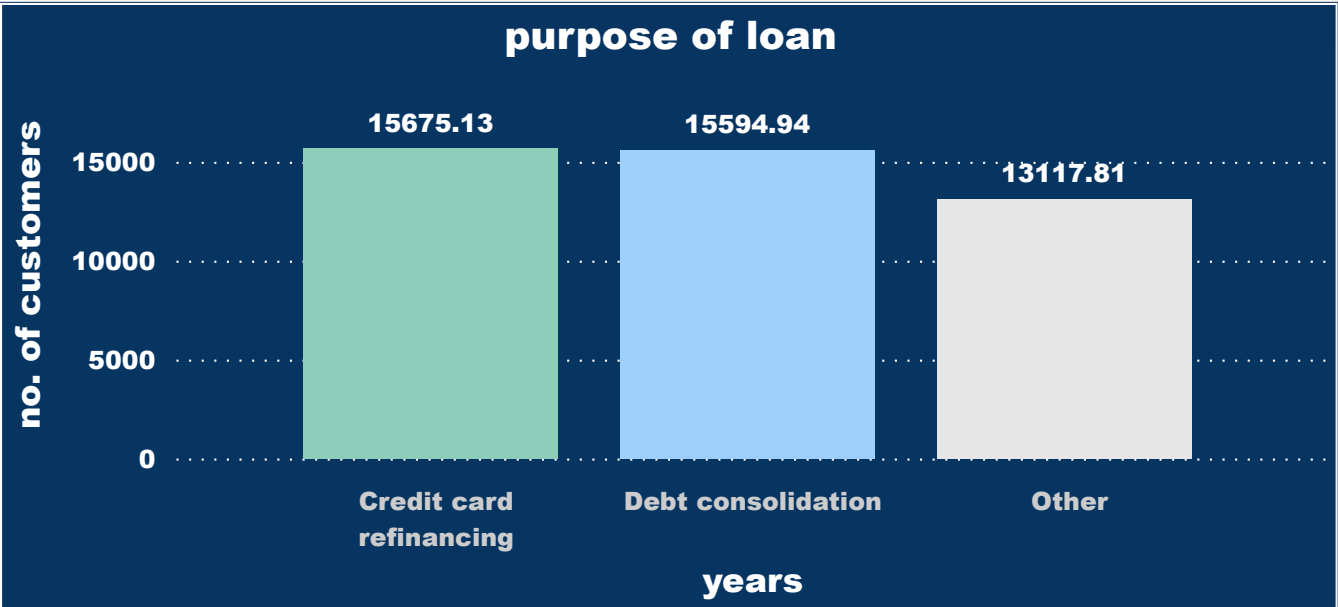 purpose of loan
no. of customers
15675.13
15594.94
13117.81
15000
10000
5000
0
Credit card
refinancing
Debt consolidation
Other
years